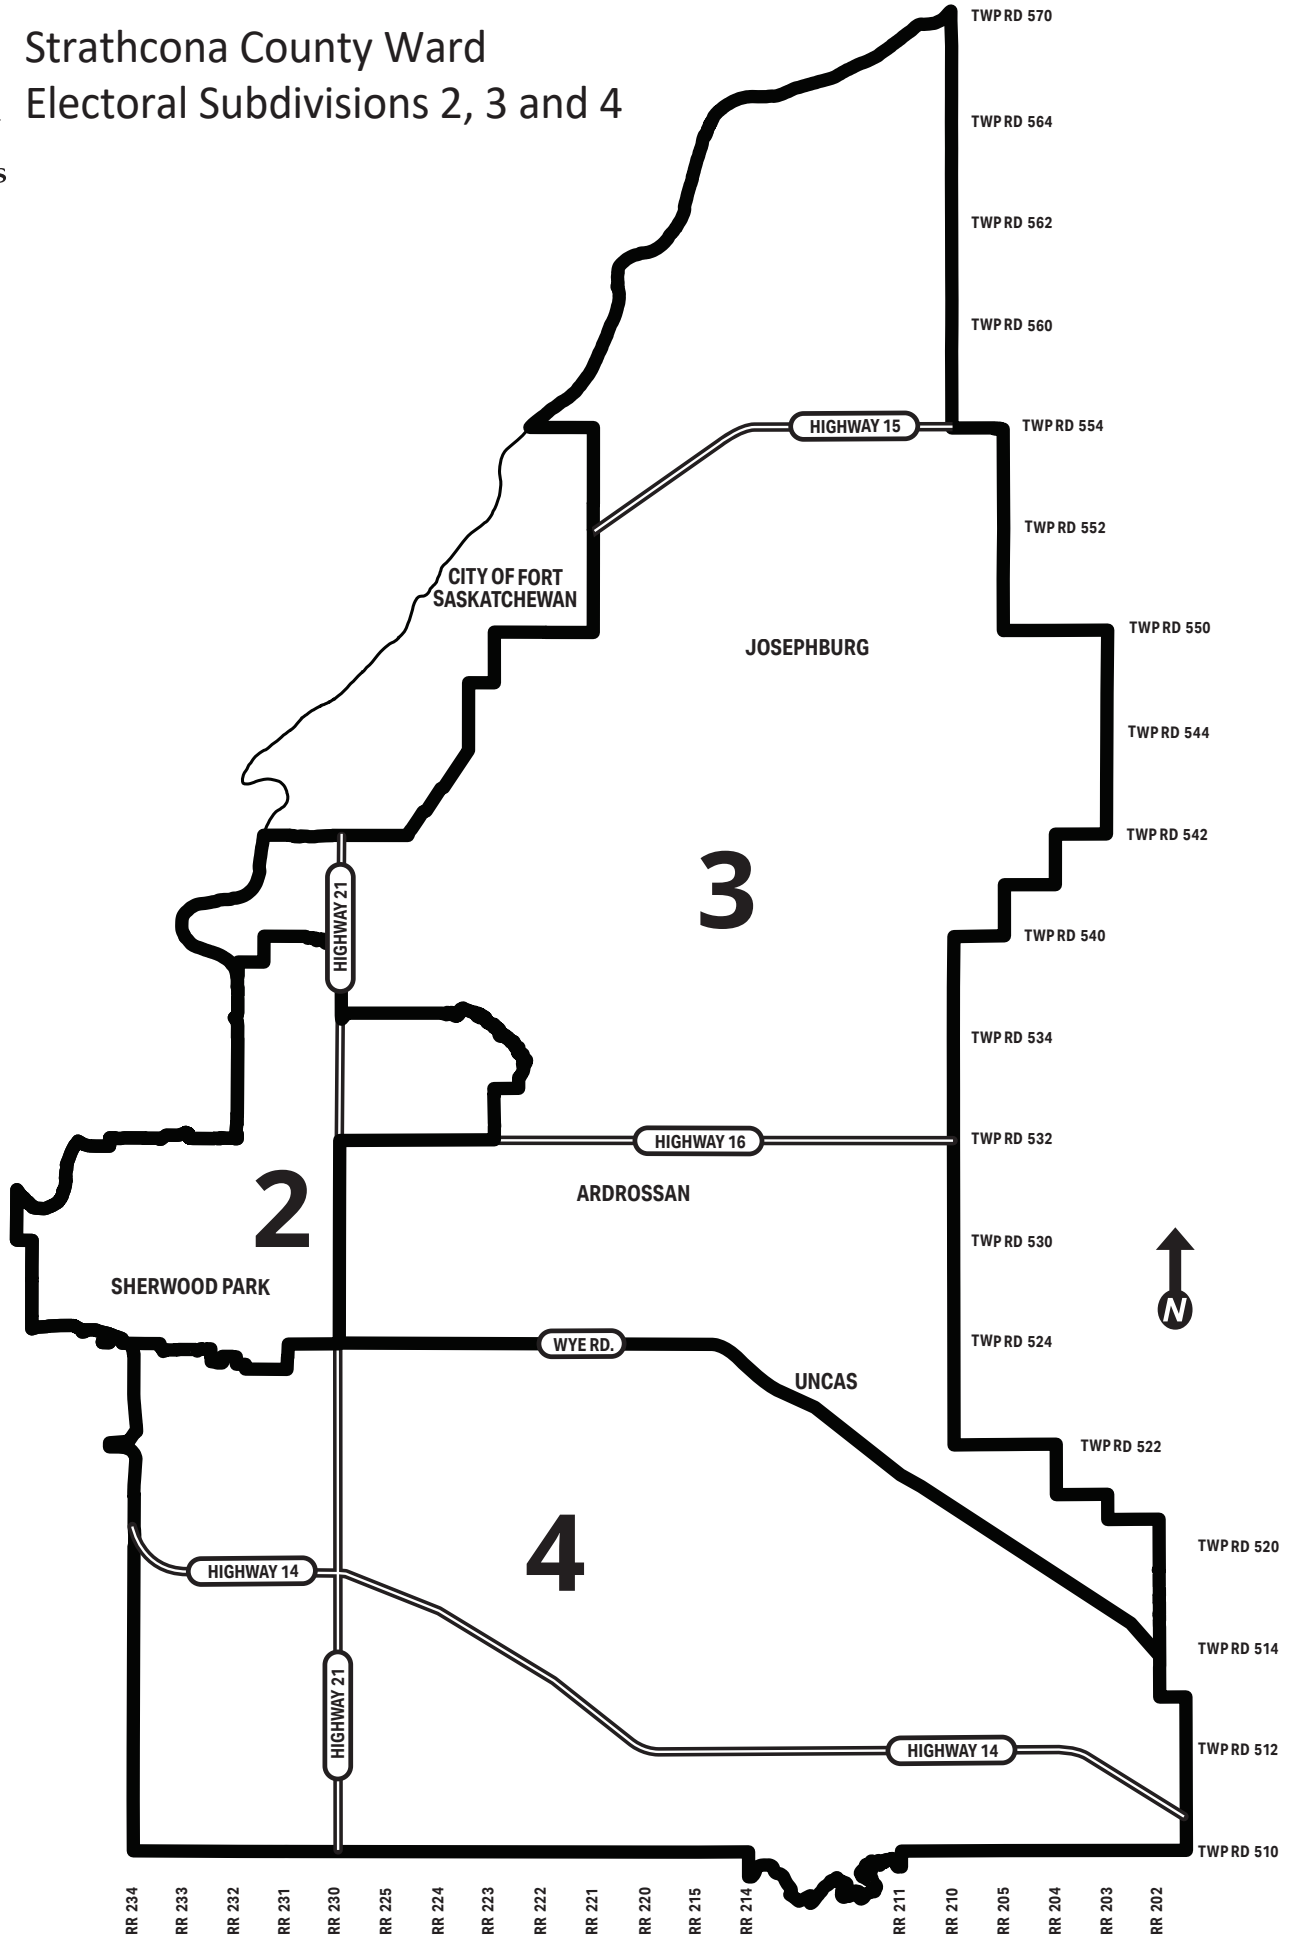 Strathcona County Ward
Electoral Subdivisions 2, 3 and 4
s
TWP RD 570
TWP RD 564
TWP RD 562
TWP RD 560
HIGHWAY 15
TWP RD 554
TWP RD 552
CITY OF FORT
SASKATCHEWAN
TWP RD 550
JOSEPHBURG
TWP RD 544
TWP RD 542
3
HIGHWAY 21
TWP RD 540
TWP RD 534
HIGHWAY 16
TWP RD 532
2
ARDROSSAN
TWP RD 530
SHERWOOD PARK
N
WYE RD.
TWP RD 524
UNCAS
TWP RD 522
4
TWP RD 520
HIGHWAY 14
TWP RD 514
HIGHWAY 21
HIGHWAY 14
TWP RD 512
TWP RD 510
RR 234
RR 233
RR 232
RR 231
RR 230
RR 225
RR 224
RR 223
RR 222
RR 221
RR 220
RR 215
RR 214
RR 211
RR 210
RR 205
RR 204
RR 203
RR 202